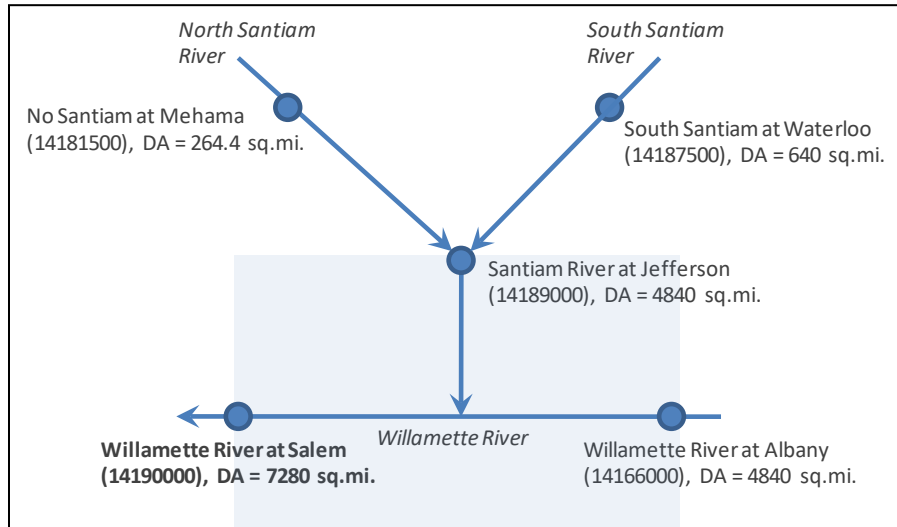 North Santiam
River
South Santiam
River
No Santiam at Mehama
(14181500), DA = 264.4 sq.mi.
South Santiam at Waterloo
(14187500), DA = 640 sq.mi.
Santiam River at Jefferson
(14189000), DA = 4840 sq.mi.
Willamette River
Willamette River at Salem
(14190000), DA = 7280 sq.mi.
Willamette River at Albany
(14166000), DA = 4840 sq.mi.